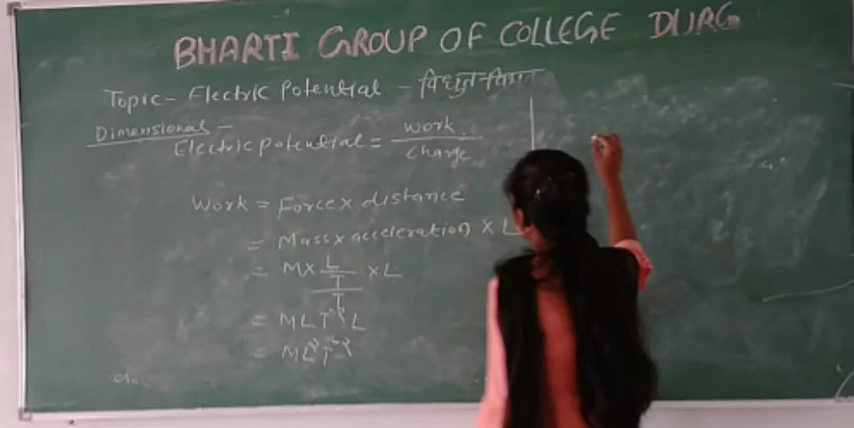 BHARTI GROUP OF COLLEGE DURG
Topic - Electric Potential - विद्युत विभव
Dimensional -
Electric potential = work / charge
Work = Force x distance
= Mass x acceleration x L
= M x L/T/T x L
= MLT⁻²L
= ML²T⁻²